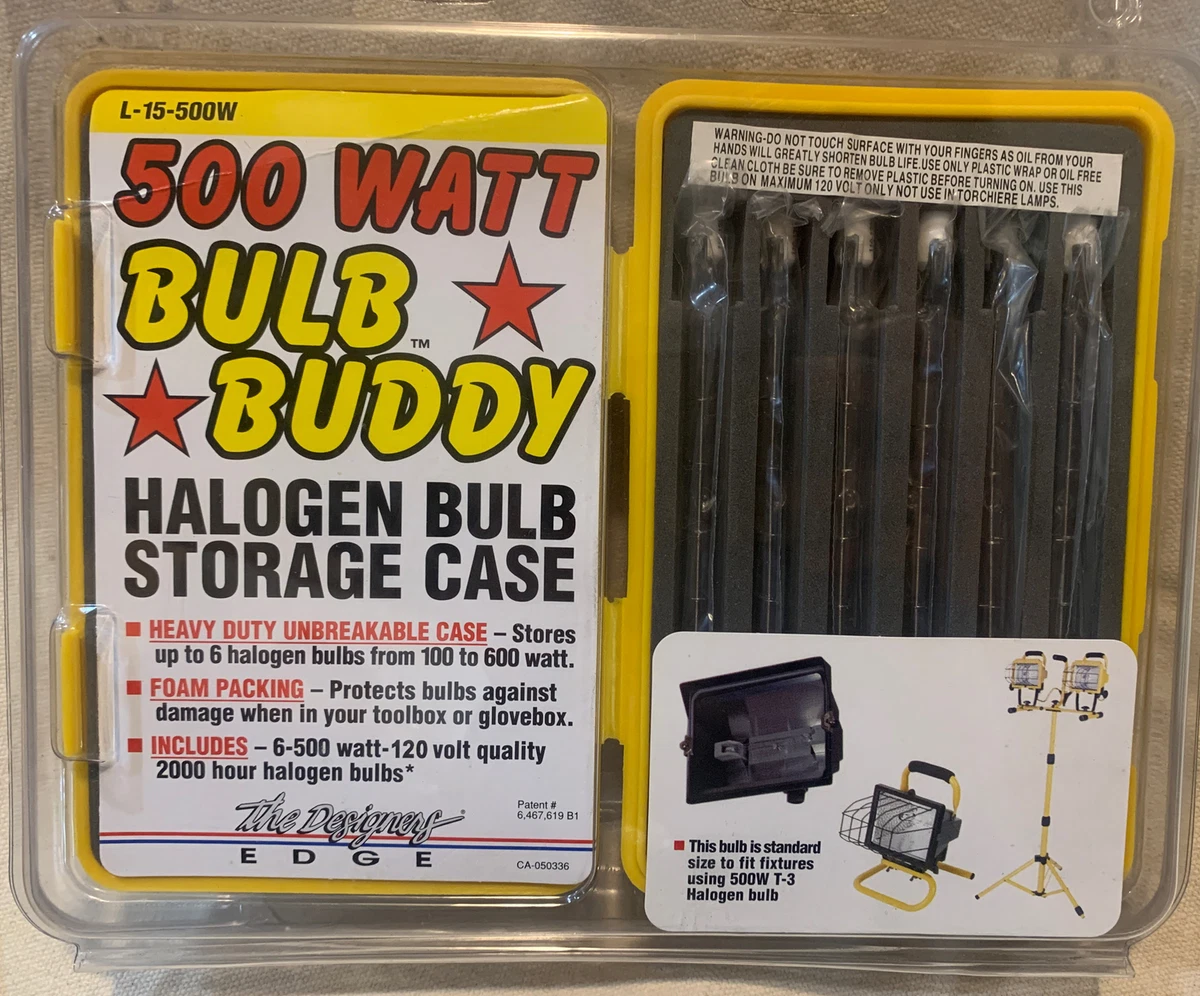 L-15-500W
500 WATT
BULB
BUDDY
TM
HALOGEN BULB
STORAGE CASE
HEAVY DUTY UNBREAKABLE CASE – Stores
up to 6 halogen bulbs from 100 to 600 watt.
FOAM PACKING – Protects bulbs against
damage when in your toolbox or glovebox.
INCLUDES – 6-500 watt-120 volt quality
2000 hour halogen bulbs*
The Designers®
EDGE
Patent #
6,467,619 B1
CA-050336
WARNING-DO NOT TOUCH SURFACE WITH YOUR FINGERS AS OIL FROM YOUR
HANDS WILL GREATLY SHORTEN BULB LIFE.USE ONLY PLASTIC WRAP OR OIL FREE
CLEAN CLOTH BE SURE TO REMOVE PLASTIC BEFORE TURNING ON. USE THIS
BULB ON MAXIMUM 120 VOLT ONLY NOT USE IN TORCHIERE LAMPS.
This bulb is standard
size to fit fixtures
using 500W T-3
Halogen bulb